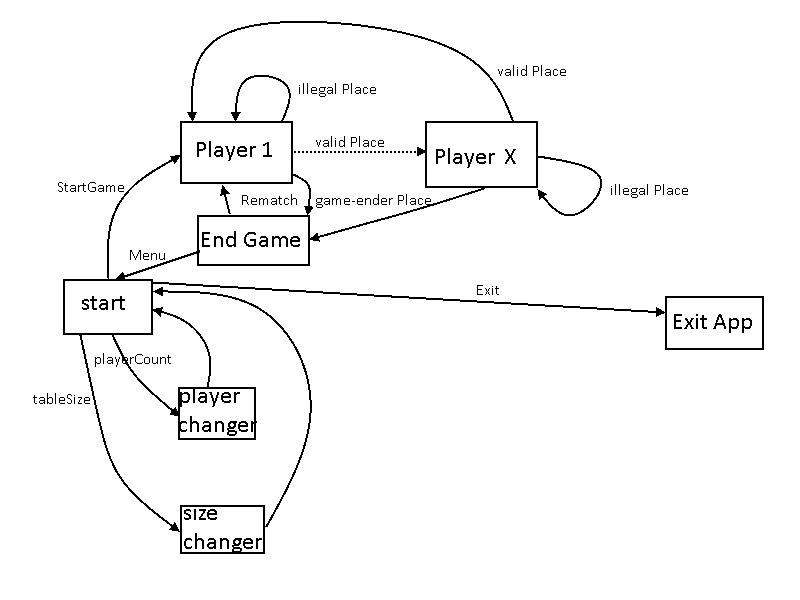 valid Place
illegal Place
Player 1
valid Place
Player X
StartGame
illegal Place
Rematch
game-ender Place
End Game
Menu
start
Exit
Exit App
playerCount
tableSize
player
changer
size
changer